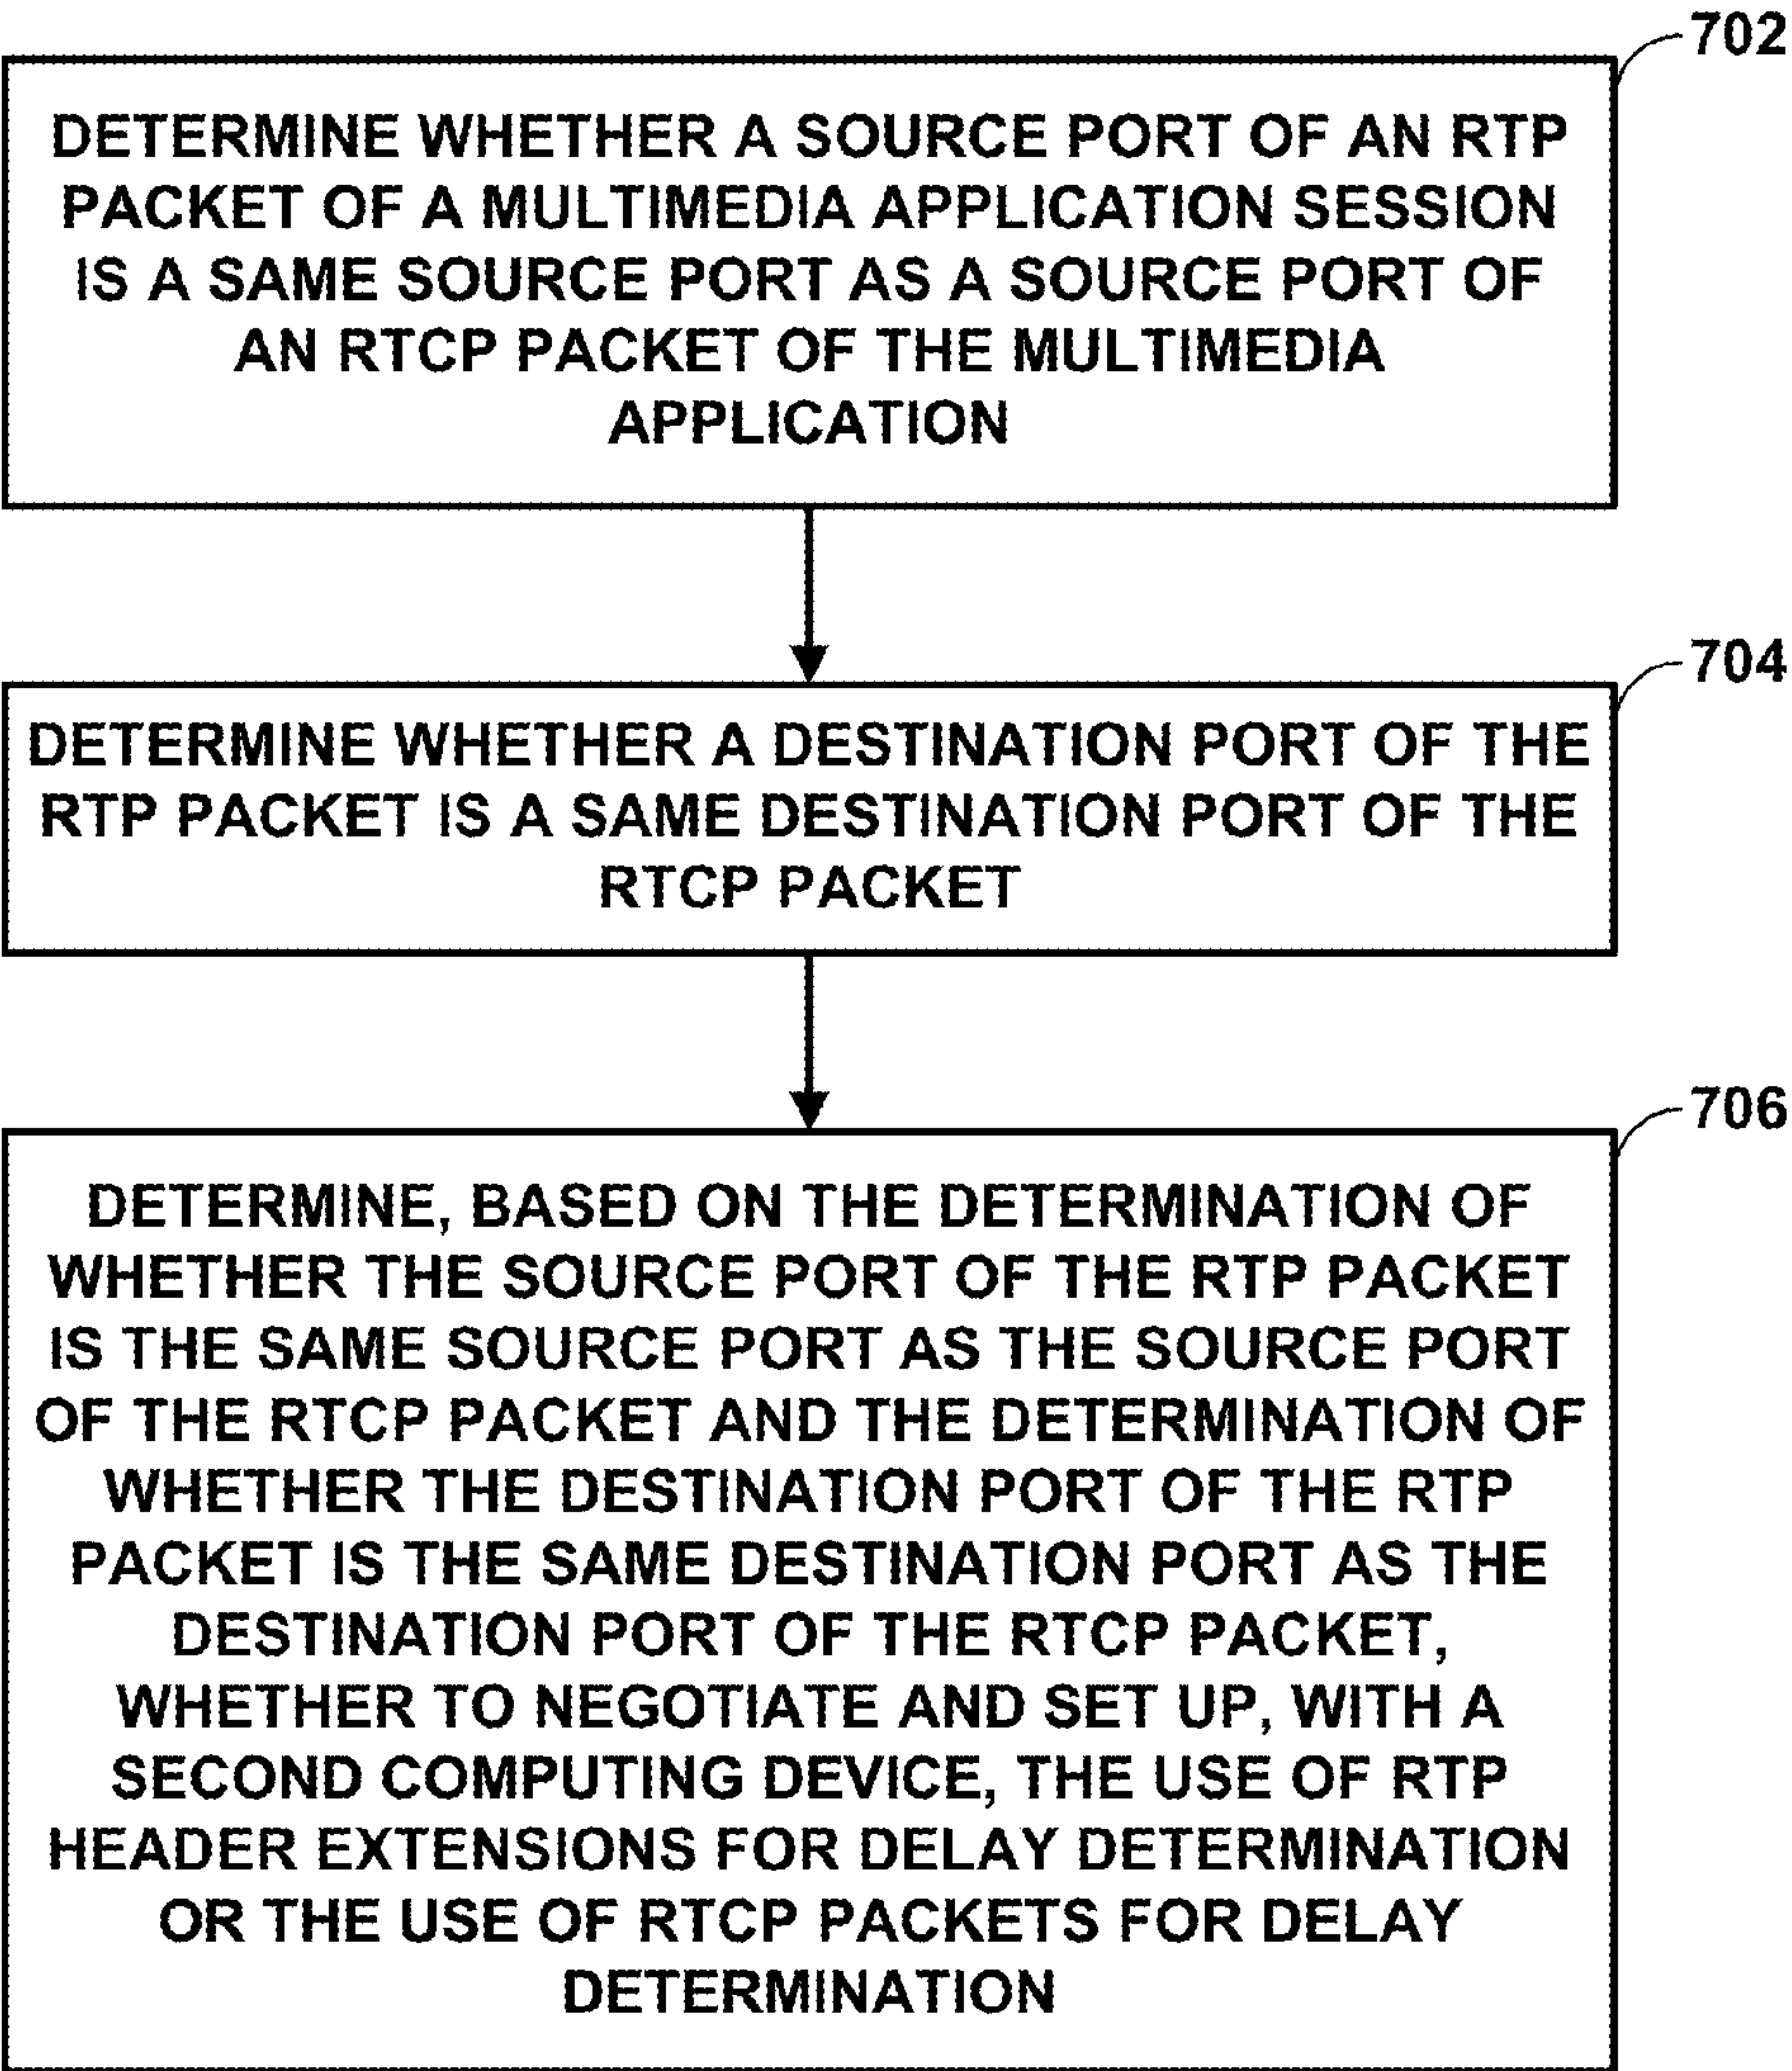 702
DETERMINE WHETHER A SOURCE PORT OF AN RTP
PACKET OF A MULTIMEDIA APPLICATION SESSION
IS A SAME SOURCE PORT AS A SOURCE PORT OF
AN RTCP PACKET OF THE MULTIMEDIA
APPLICATION
704
DETERMINE WHETHER A DESTINATION PORT OF THE
RTP PACKET IS A SAME DESTINATION PORT OF THE
RTCP PACKET
706
DETERMINE, BASED ON THE DETERMINATION OF
WHETHER THE SOURCE PORT OF THE RTP PACKET
IS THE SAME SOURCE PORT AS THE SOURCE PORT
OF THE RTCP PACKET AND THE DETERMINATION OF
WHETHER THE DESTINATION PORT OF THE RTP
PACKET IS THE SAME DESTINATION PORT AS THE
DESTINATION PORT OF THE RTCP PACKET,
WHETHER TO NEGOTIATE AND SET UP, WITH A
SECOND COMPUTING DEVICE, THE USE OF RTP
HEADER EXTENSIONS FOR DELAY DETERMINATION
OR THE USE OF RTCP PACKETS FOR DELAY
DETERMINATION